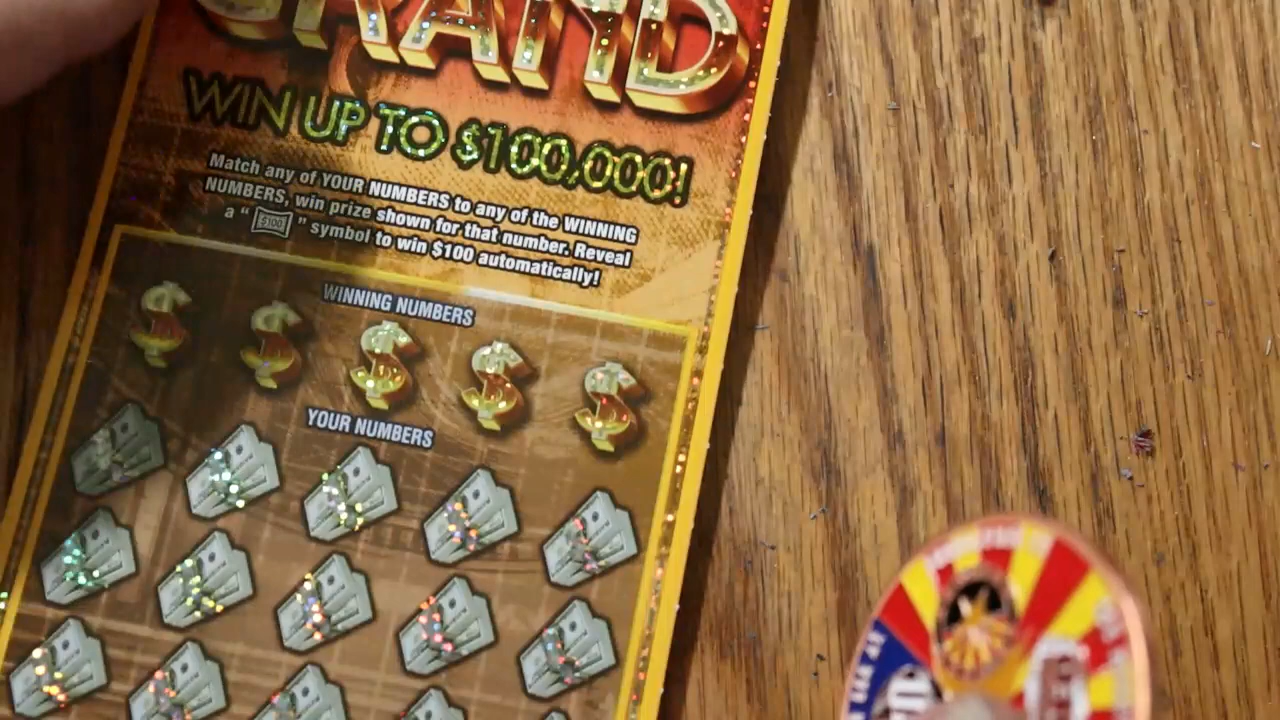 GRAND
WIN UP TO $100,000!
Match any of YOUR NUMBERS to any of the WINNING
NUMBERS, win prize shown for that number. Reveal
a " $100 " symbol to win $100 automatically!
WINNING NUMBERS
$ $ $ $ $
YOUR NUMBERS